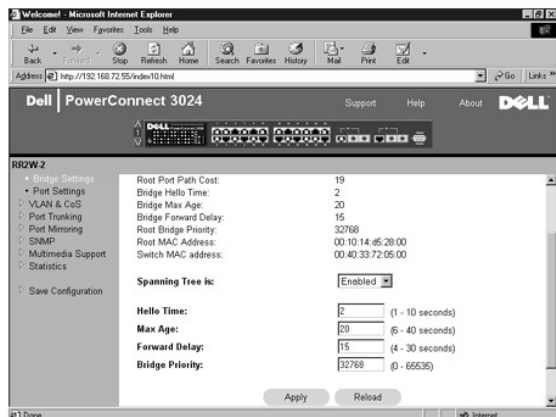 Welcome! - Microsoft Internet Explorer
File Edit View Favorites Tools Help
Back Forward Stop Refresh Home Search Favorites History Mail Print Edit
Address http://192.168.72.55/index10.html Go Links »
Dell PowerConnect 3024 Support Help About DELL
DELL
RR2W-2
Bridge Settings
Port Settings
VLAN & CoS
Port Trunking
Port Mirroring
SNMP
Multimedia Support
Statistics
Save Configuration
Root Port Path Cost: 19
Bridge Hello Time: 2
Bridge Max Age: 20
Bridge Forward Delay: 15
Root Bridge Priority: 32768
Root MAC Address: 00:10:14:d5:28:00
Switch MAC address: 00:40:33:72:05:00
Spanning Tree is: Enabled
Hello Time: 2 (1 - 10 seconds)
Max Age: 20 (6 - 40 seconds)
Forward Delay: 15 (4 - 30 seconds)
Bridge Priority: 32768 (0 - 65535)
Apply Reload
Done Internet